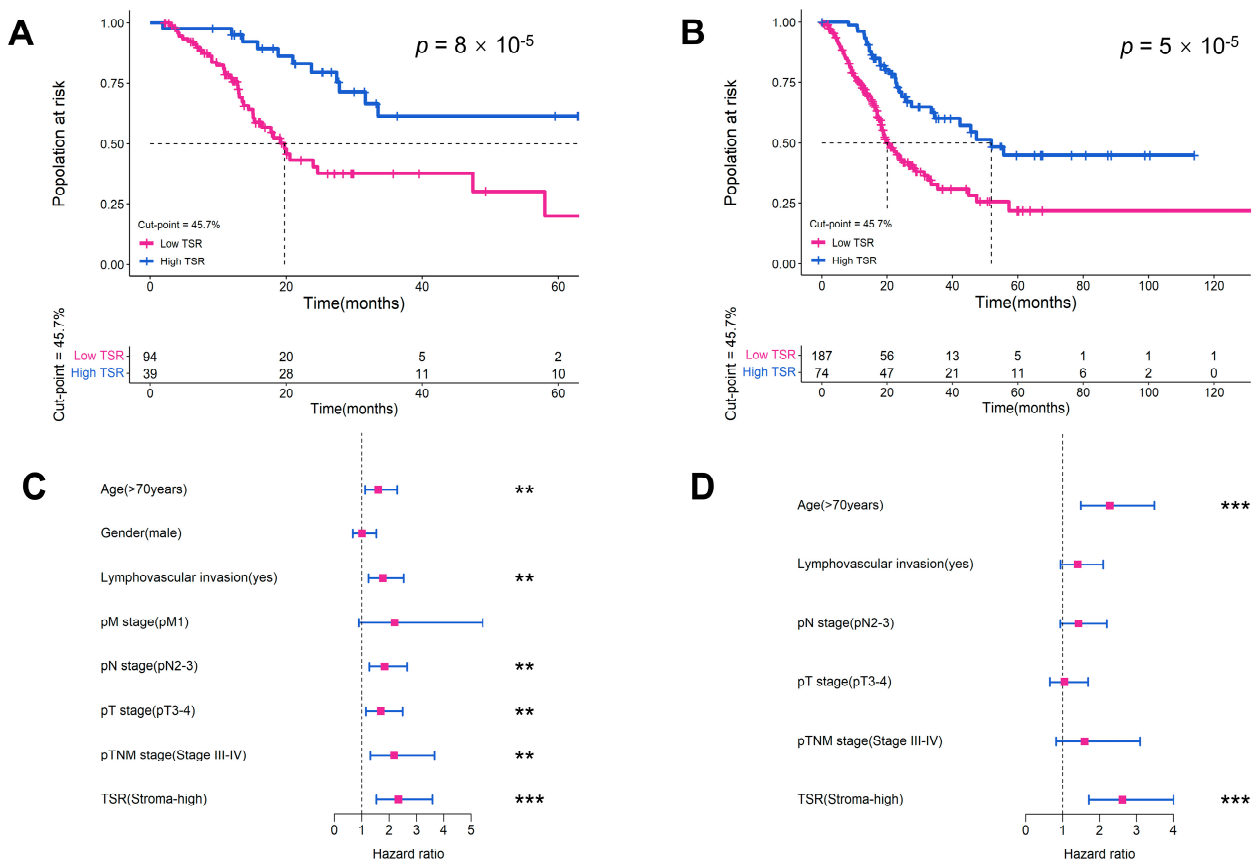 A
p = 8 × 10-5
Popolation at risk
1.00
0.75
0.50
0.25
0.00
Cut-point = 45.7%
Low TSR
High TSR
0 20 40 60
Time(months)
Cut-point = 45.7%
Low TSR 94 20 5 2
High TSR 39 28 11 10
0 20 40 60
Time(months)
B
p = 5 × 10-5
Popolation at risk
1.00
0.75
0.50
0.25
0.00
Cut-point = 45.7%
Low TSR
High TSR
0 20 40 60 80 100 120
Time(months)
Cut-point = 45.7%
Low TSR 187 56 13 5 1 1 1
High TSR 74 47 21 11 6 2 0
0 20 40 60 80 100 120
Time(months)
C
Age(>70years) **
Gender(male)
Lymphovascular invasion(yes) **
pM stage(pM1)
pN stage(pN2-3) **
pT stage(pT3-4) **
pTNM stage(Stage III-IV) **
TSR(Stroma-high) ***
0 1 2 3 4 5
Hazard ratio
D
Age(>70years) ***
Lymphovascular invasion(yes)
pN stage(pN2-3)
pT stage(pT3-4)
pTNM stage(Stage III-IV)
TSR(Stroma-high) ***
0 1 2 3 4
Hazard ratio